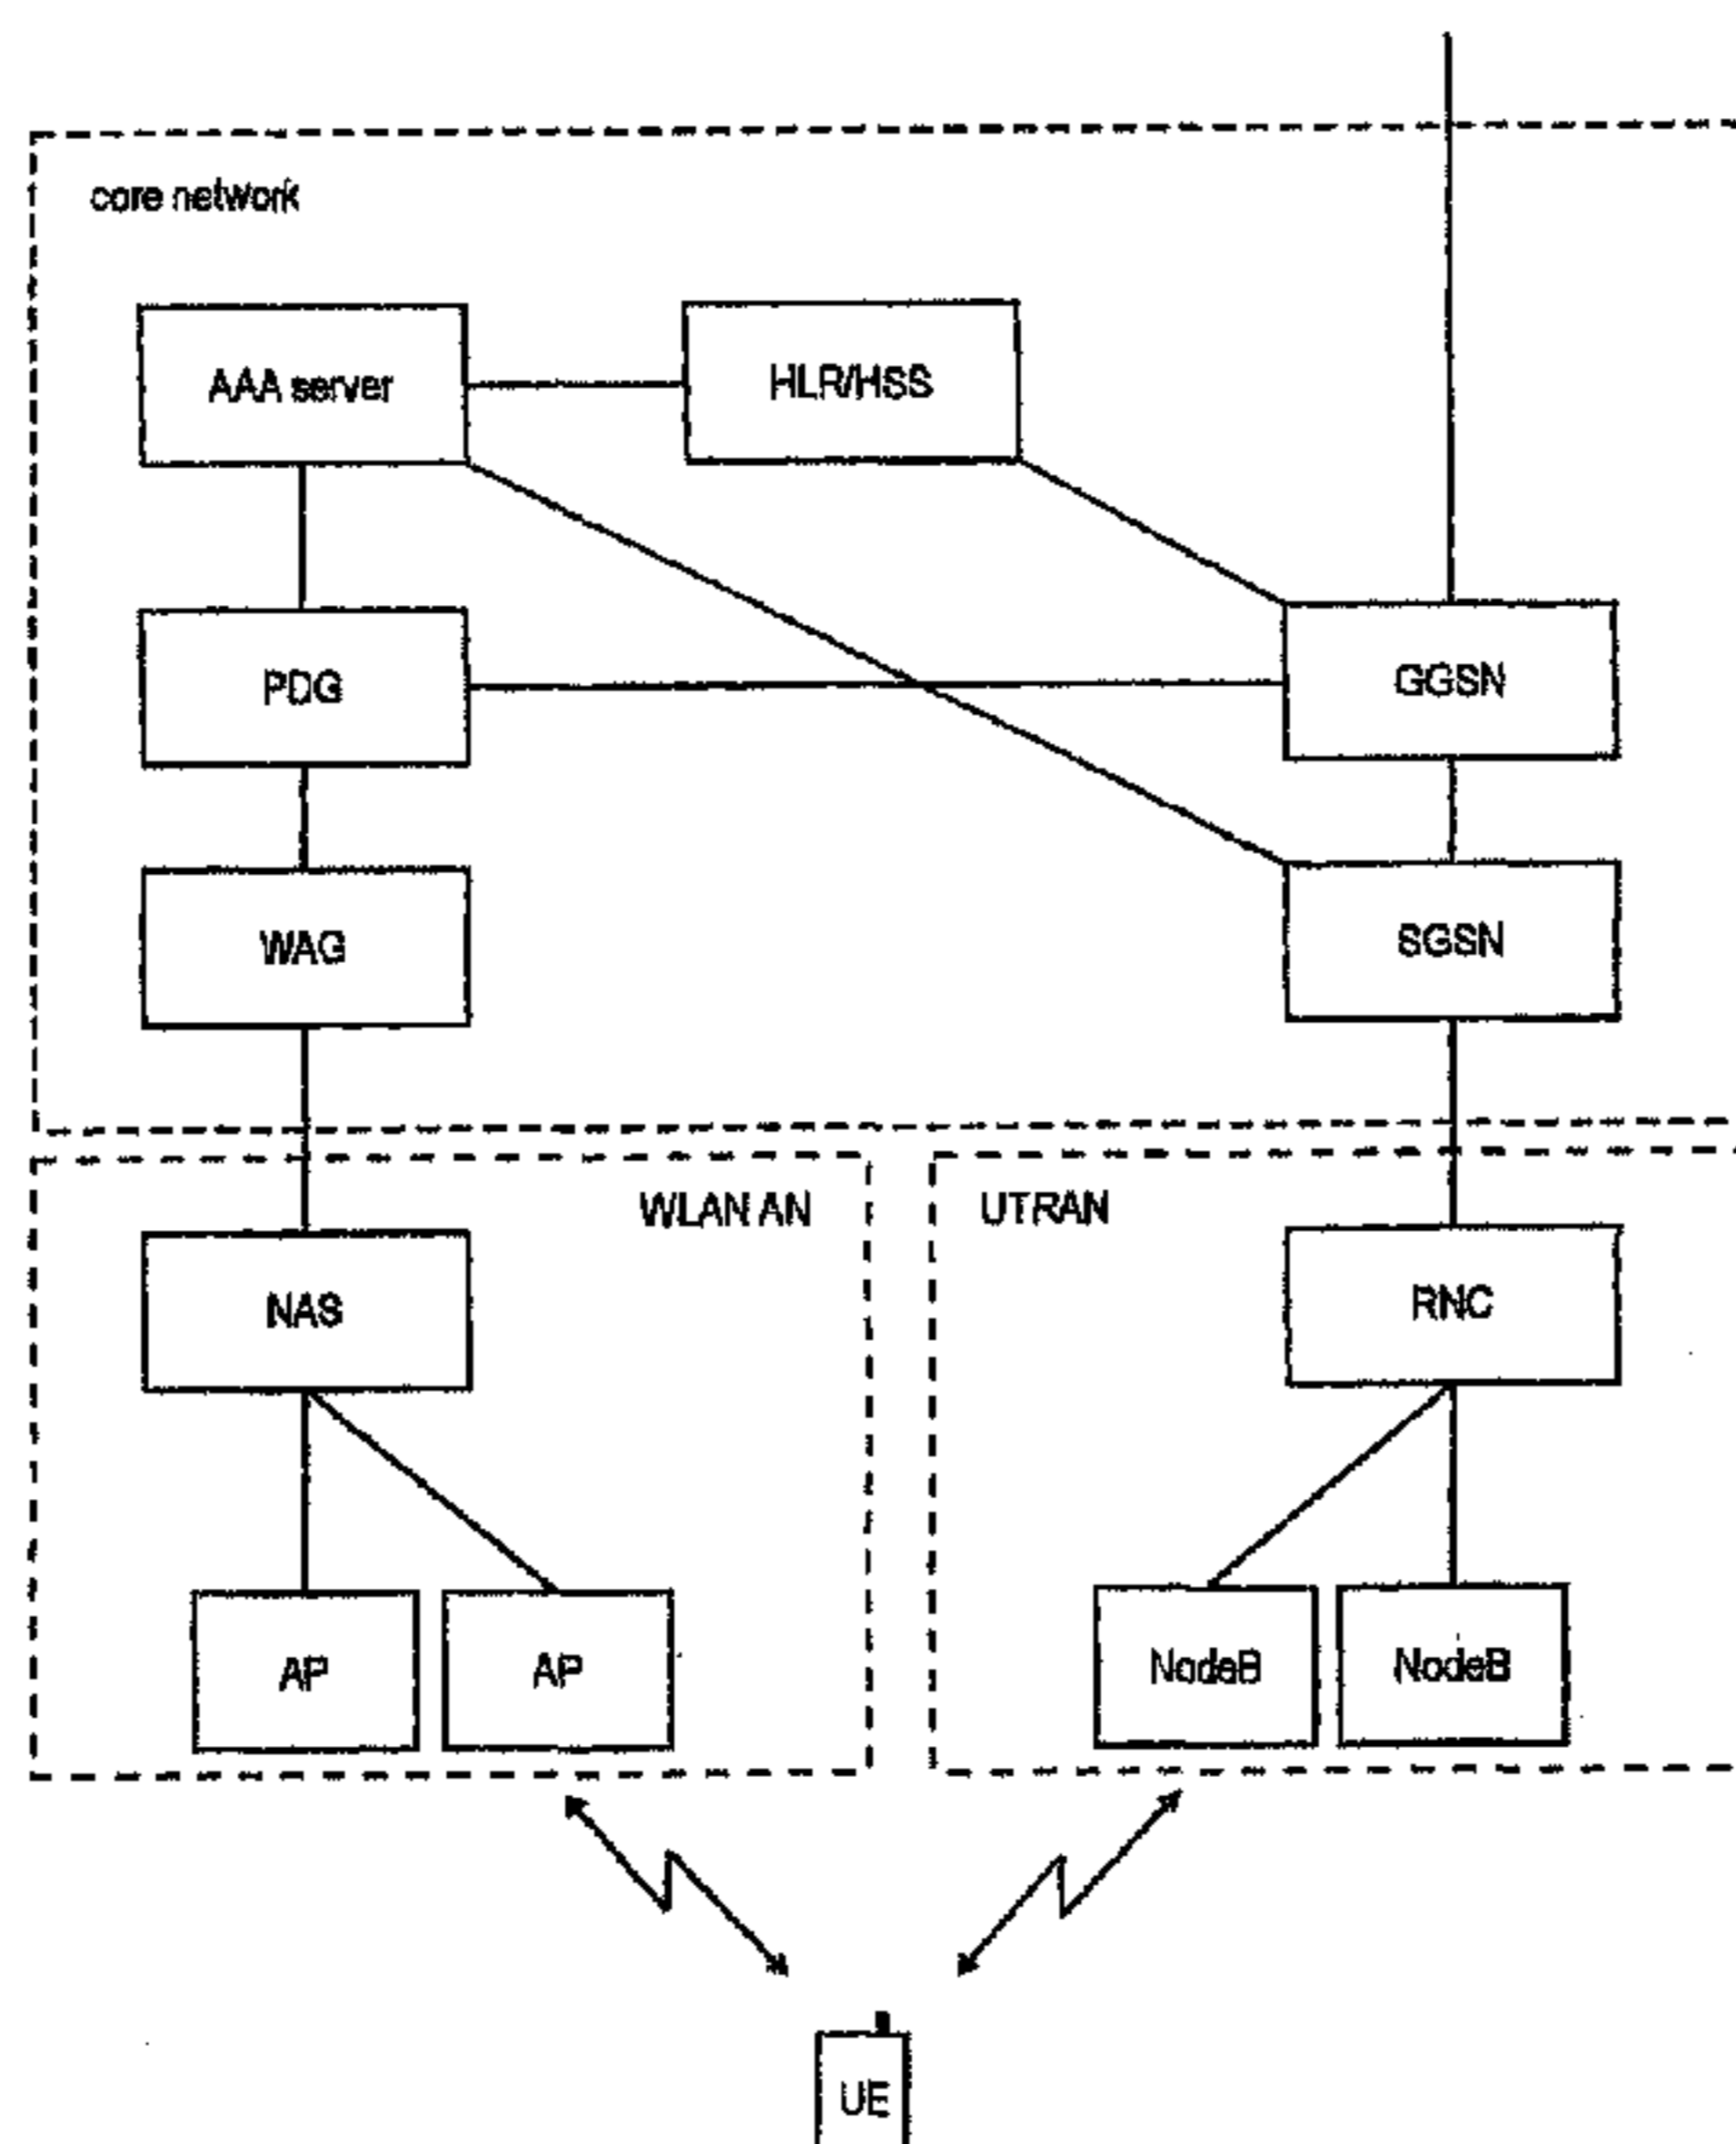 core network
AAA server
HLR/HSS
PDG
GGSN
WAG
SGSN
WLAN AN
UTRAN
NAS
RNC
AP
AP
NodeB
NodeB
UE